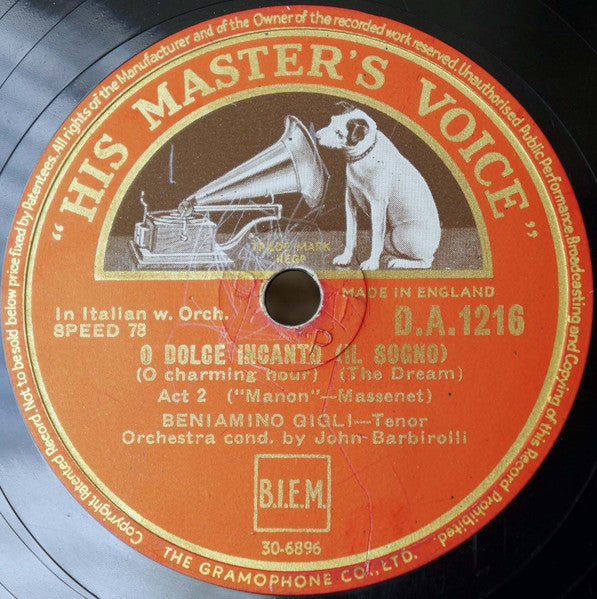 Not to be sold below price fixed by Patentees. All rights of the Manufacturer and of the Owner of the recorded work reserved. Unauthorised Public Performance, Broadcasting and Copying of this Record Prohibited.
"HIS MASTER'S VOICE"
TRADE MARK
REGD
MADE IN ENGLAND
In Italian w. Orch.
SPEED 78
D.A.1216
O DOLCE INCANTO (IL SOGNO)
(O charming hour) (The Dream)
Act 2 ("Manon"—Massenet)
BENIAMINO GIGLI—Tenor
Orchestra cond. by John Barbirolli
B.I.E.M.
30-6896
Copyright Patented Record.
THE GRAMOPHONE CO., LTD.